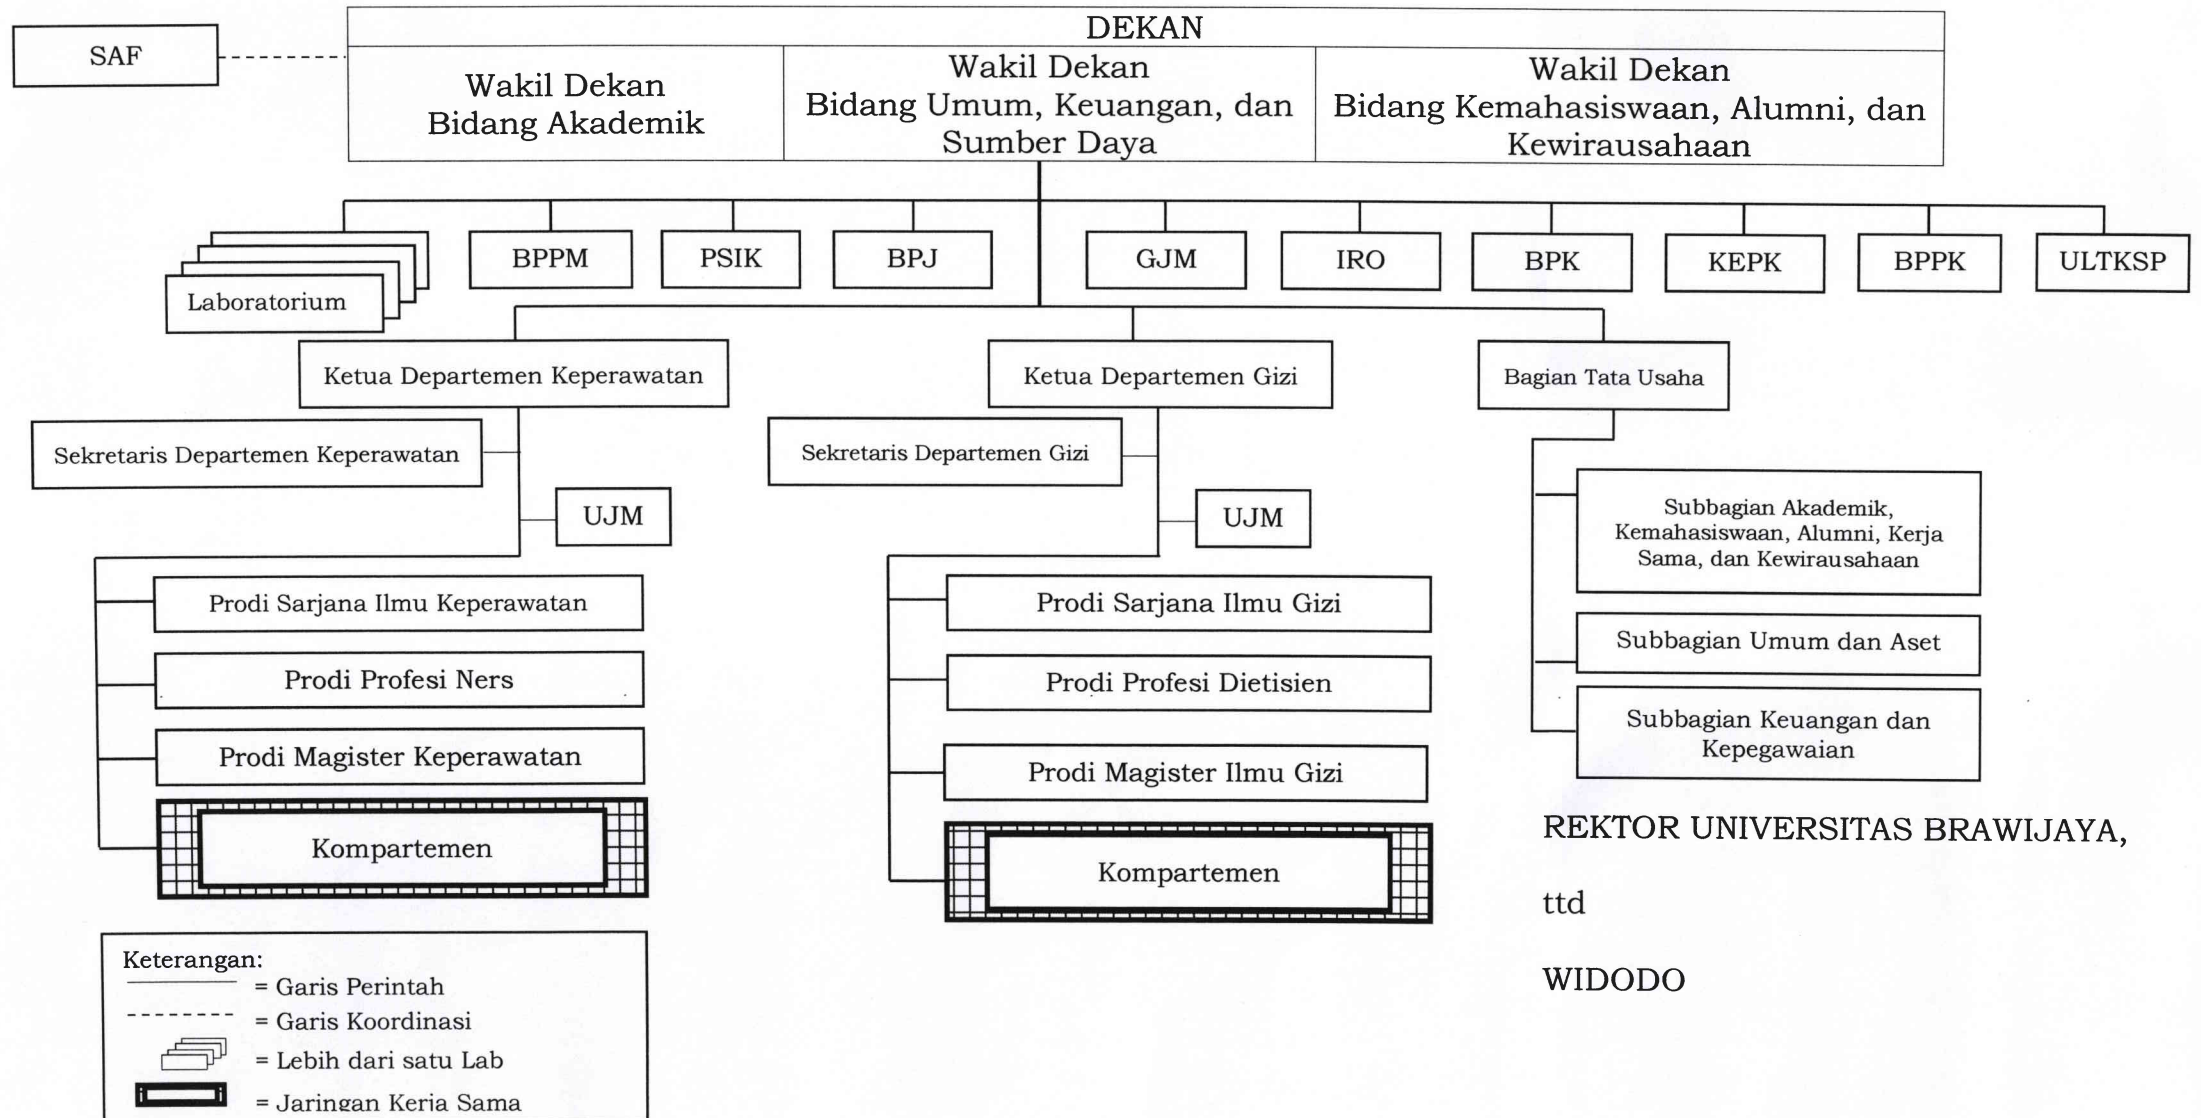 SAF
DEKAN
Wakil Dekan
Bidang Akademik
Wakil Dekan
Bidang Umum, Keuangan, dan
Sumber Daya
Wakil Dekan
Bidang Kemahasiswaan, Alumni, dan
Kewirausahaan
Laboratorium
BPPM
PSIK
BPJ
GJM
IRO
BPK
KEPK
BPPK
ULTKSP
Ketua Departemen Keperawatan
Ketua Departemen Gizi
Bagian Tata Usaha
Sekretaris Departemen Keperawatan
UJM
Prodi Sarjana Ilmu Keperawatan
Prodi Profesi Ners
Prodi Magister Keperawatan
Kompartemen
Sekretaris Departemen Gizi
UJM
Prodi Sarjana Ilmu Gizi
Prodi Profesi Dietisien
Prodi Magister Ilmu Gizi
Kompartemen
Subbagian Akademik,
Kemahasiswaan, Alumni, Kerja
Sama, dan Kewirausahaan
Subbagian Umum dan Aset
Subbagian Keuangan dan
Kepegawaian
REKTOR UNIVERSITAS BRAWIJAYA,
ttd
WIDODO
Keterangan:
= Garis Perintah
= Garis Koordinasi
= Lebih dari satu Lab
= Jaringan Kerja Sama